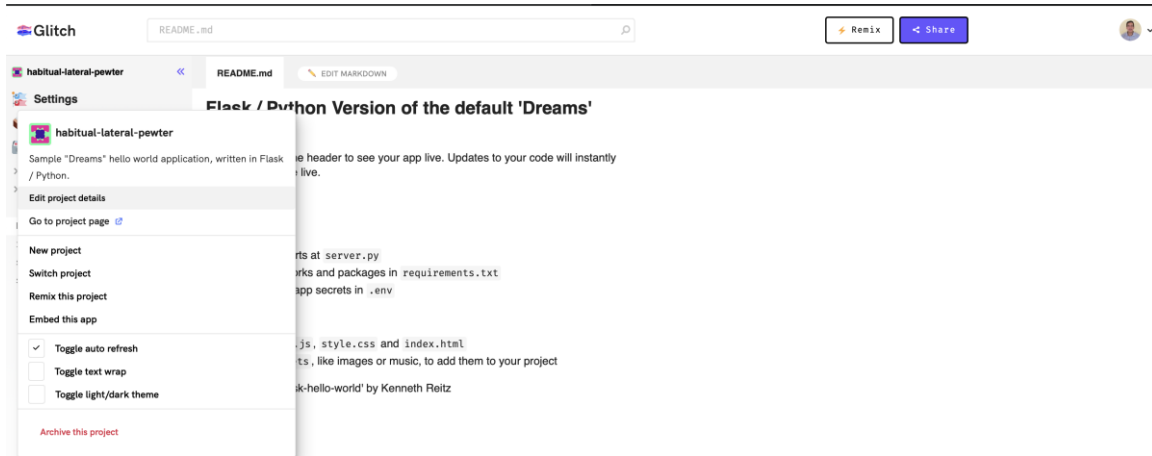 Glitch
README.md
Remix
Share
habitual-lateral-pewter
README.md
EDIT MARKDOWN
Settings
Flask / Python Version of the default 'Dreams'
habitual-lateral-pewter
Sample "Dreams" hello world application, written in Flask
/ Python.
he header to see your app live. Updates to your code will instantly
live.
Edit project details
Go to project page
New project
Switch project
Remix this project
Embed this app
rts at server.py
orks and packages in requirements.txt
app secrets in .env
Toggle auto refresh
Toggle text wrap
Toggle light/dark theme
.js, style.css and index.html
ts, like images or music, to add them to your project
sk-hello-world' by Kenneth Reitz
Archive this project